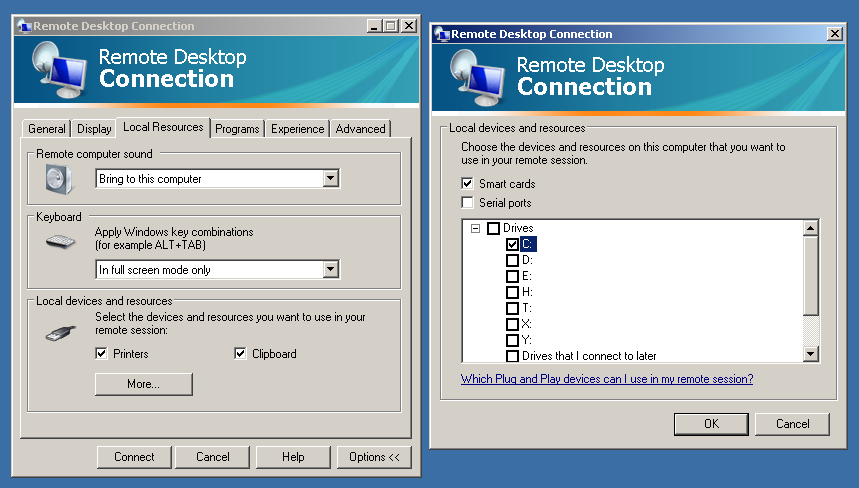 Remote Desktop Connection
Remote Desktop
Connection
General Display Local Resources Programs Experience Advanced
Remote computer sound
Bring to this computer
Keyboard
Apply Windows key combinations
(for example ALT+TAB)
In full screen mode only
Local devices and resources
Select the devices and resources you want to use in your
remote session:
Printers Clipboard
More...
Connect Cancel Help Options <<
Remote Desktop Connection
Remote Desktop
Connection
Local devices and resources
Choose the devices and resources on this computer that you want to
use in your remote session.
Smart cards
Serial ports
Drives
C:
D:
E:
H:
T:
X:
Y:
Drives that I connect to later
Which Plug and Play devices can I use in my remote session?
OK Cancel